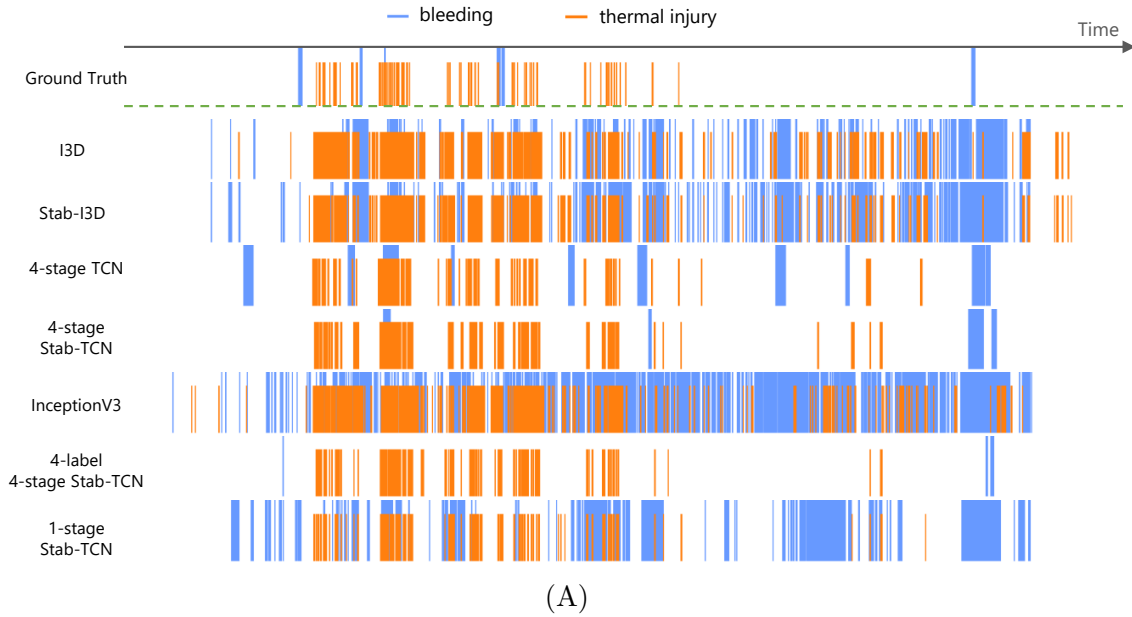 bleeding
thermal injury
Time
Ground Truth
I3D
Stab-I3D
4-stage TCN
4-stage
Stab-TCN
InceptionV3
4-label
4-stage Stab-TCN
1-stage
Stab-TCN
(A)